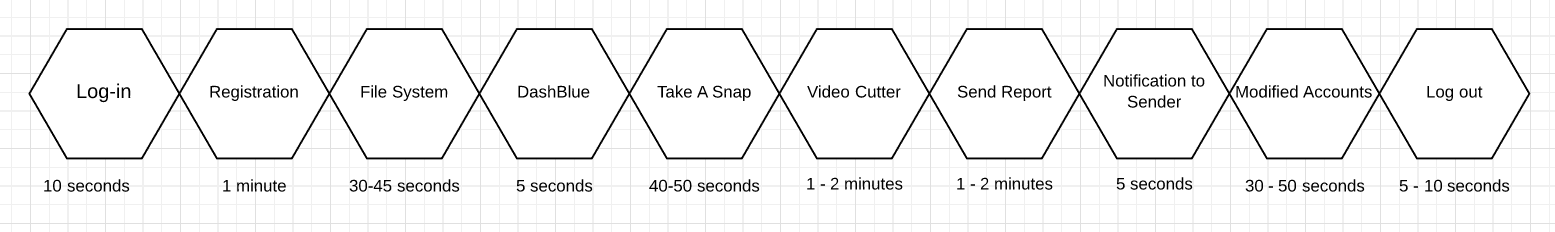 Log-in
Registration
File System
DashBlue
Take A Snap
Video Cutter
Send Report
Notification to
Sender
Modified Accounts
Log out
10 seconds
1 minute
30-45 seconds
5 seconds
40-50 seconds
1 - 2 minutes
1 - 2 minutes
5 seconds
30 - 50 seconds
5 - 10 seconds